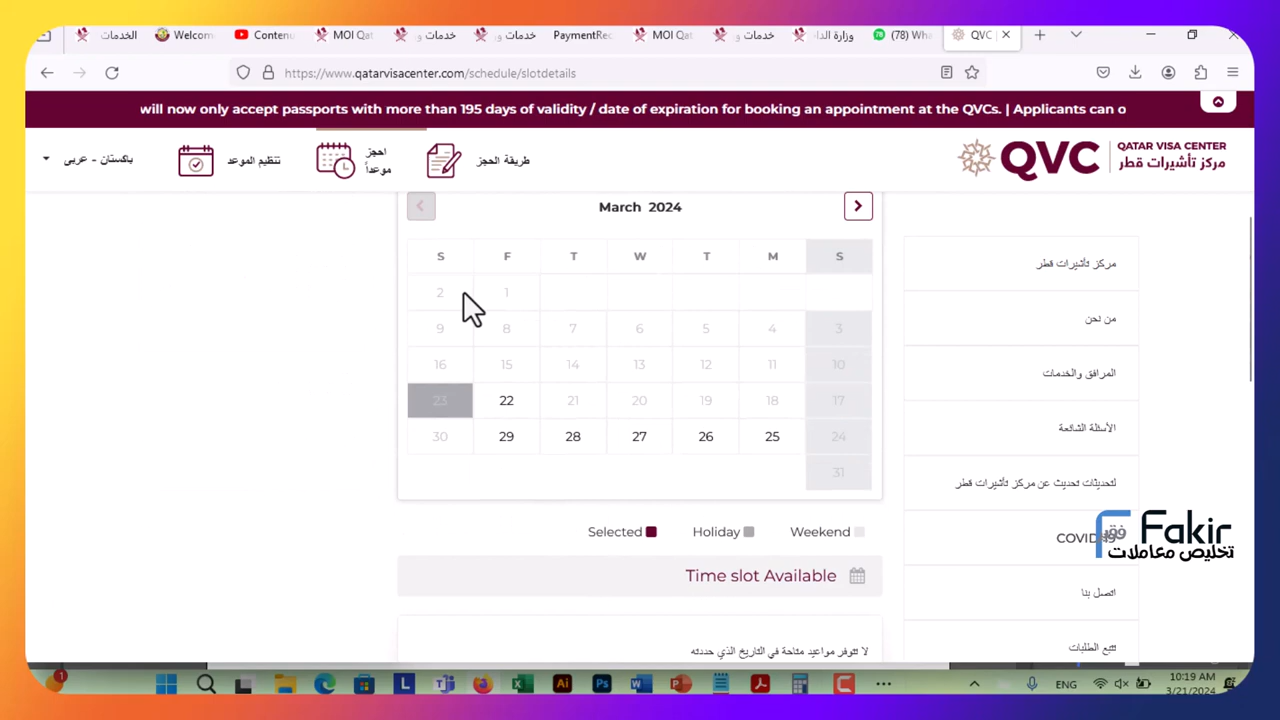 الخدمات
Welcom
Contenu
MOI Qat
خدمات و
خدمات و
PaymentRec
MOI Qat
خدمات و
وزارة الدا
(78) Wha
QVC
https://www.qatarvisacenter.com/schedule/slotdetails
will now only accept passports with more than 195 days of validity / date of expiration for booking an appointment at the QVCs. | Applicants can o
باكستان - عربى
تنظيم الموعد
احجز
موعداً
طريقة الحجز
QVC
QATAR VISA CENTER
مركز تأشيرات قطر
March 2024
S F T W T M S
2 1
9 8 7 6 5 4 3
16 15 14 13 12 11 10
23 22 21 20 19 18 17
30 29 28 27 26 25 24
31
Selected Holiday Weekend
Time slot Available
لا تتوفر مواعيد متاحة في التاريخ الذي حددته
مركز تأشيرات قطر
من نحن
المرافق والخدمات
الأسئلة الشائعة
لتحديثات تحديث عن مركز تأشيرات قطر
COVID
اتصل بنا
تتبع الطلبات
Fakir
تخليص معاملات
ENG
10:19 AM
3/21/2024